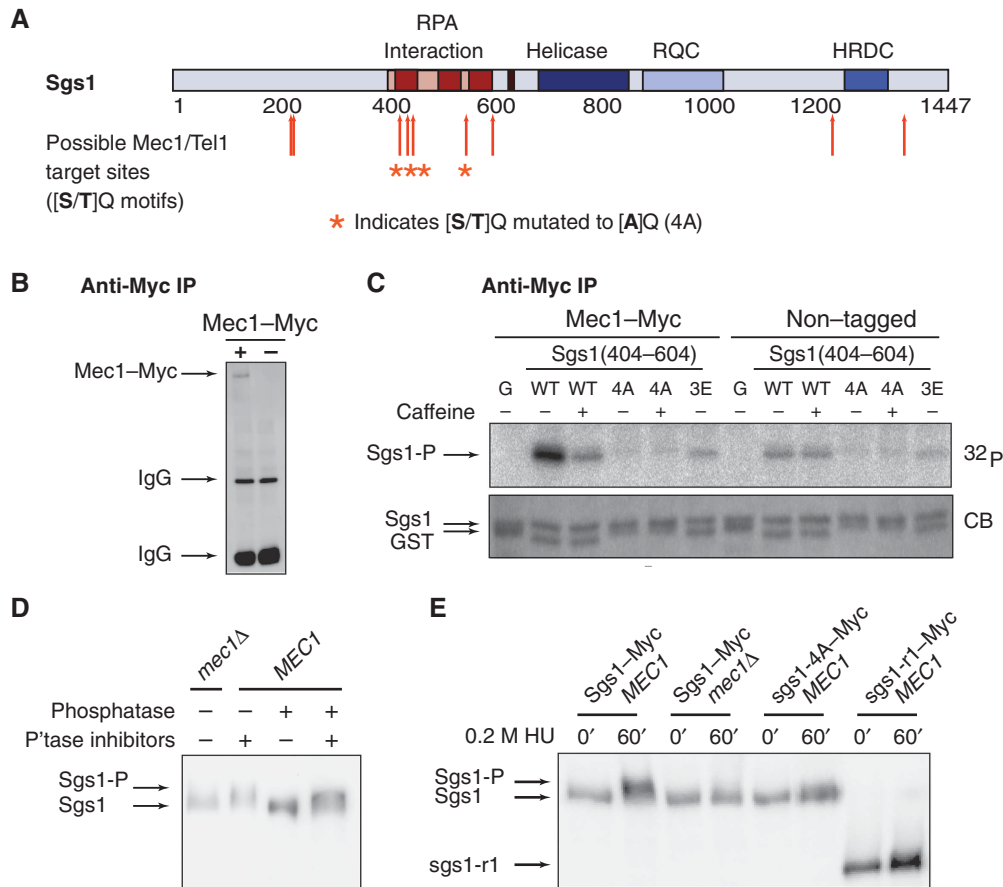 A
RPA
Interaction
Helicase
RQC
HRDC
Sgs1
1
200
400
600
800
1000
1200
1447
Possible Mec1/Tel1
target sites
([S/T]Q motifs)
* * * *
* Indicates [S/T]Q mutated to [A]Q (4A)
B
Anti-Myc IP
Mec1–Myc
+ –
Mec1–Myc
IgG
IgG
C
Anti-Myc IP
Mec1–Myc Non–tagged
Sgs1(404–604) Sgs1(404–604)
G WT WT 4A 4A 3E G WT WT 4A 4A 3E
Caffeine – – + – + – – – + – + –
Sgs1-P
32P
Sgs1
GST
CB
D
mec1Δ MEC1
Phosphatase – – + +
P'tase inhibitors – + – +
Sgs1-P
Sgs1
E
Sgs1–Myc
MEC1
Sgs1–Myc
mec1Δ
sgs1-4A–Myc
MEC1
sgs1-r1–Myc
MEC1
0.2 M HU 0′ 60′ 0′ 60′ 0′ 60′ 0′ 60′
Sgs1-P
Sgs1
sgs1-r1